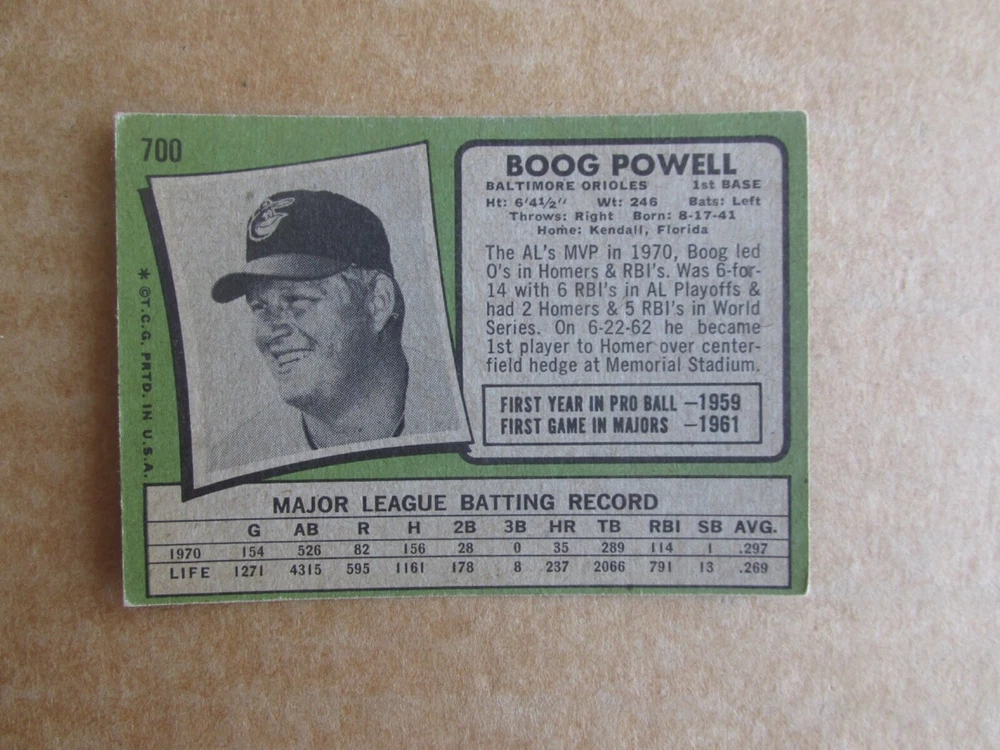 700
BOOG POWELL
BALTIMORE ORIOLES 1st BASE
Ht: 6'4½" Wt: 246 Bats: Left
Throws: Right Born: 8-17-41
Home: Kendall, Florida
The AL's MVP in 1970, Boog led
O's in Homers & RBI's. Was 6-for-
14 with 6 RBI's in AL Playoffs &
had 2 Homers & 5 RBI's in World
Series. On 6-22-62 he became
1st player to Homer over center-
field hedge at Memorial Stadium.
FIRST YEAR IN PRO BALL —1959
FIRST GAME IN MAJORS —1961
* ©T.C.G. PRTD. IN U.S.A.
MAJOR LEAGUE BATTING RECORD
G AB R H 2B 3B HR TB RBI SB AVG.
1970 154 526 82 156 28 0 35 289 114 1 .297
LIFE 1271 4315 595 1161 178 8 237 2066 791 13 .269